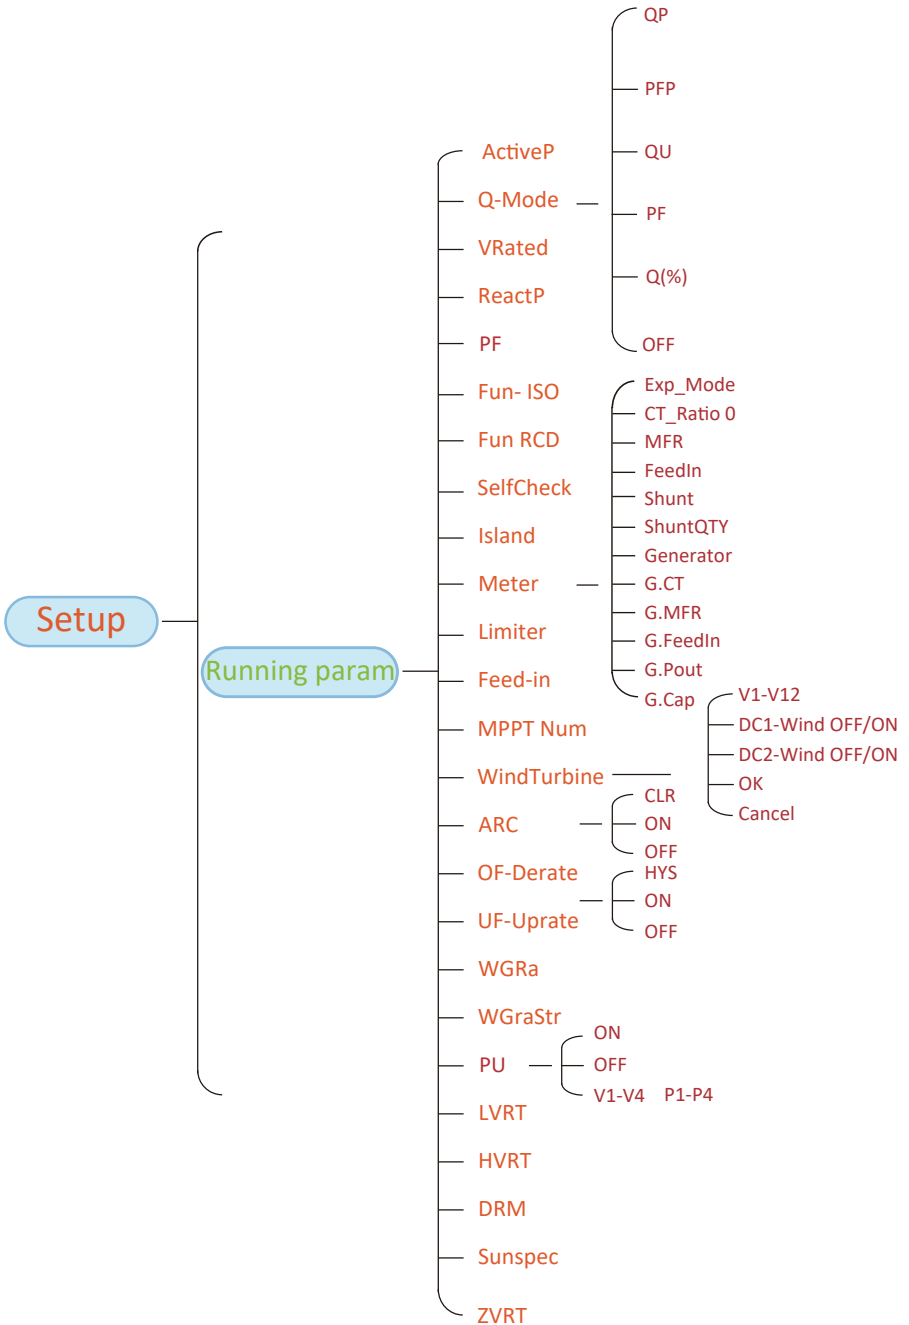 Setup
Running param
ActiveP
Q-Mode
QP
PFP
QU
PF
Q(%)
OFF
VRated
ReactP
PF
Fun- ISO
Fun RCD
SelfCheck
Island
Meter
Exp_Mode
CT_Ratio 0
MFR
FeedIn
Shunt
ShuntQTY
Generator
G.CT
G.MFR
G.FeedIn
G.Pout
G.Cap
Limiter
Feed-in
MPPT Num
WindTurbine
V1-V12
DC1-Wind OFF/ON
DC2-Wind OFF/ON
OK
Cancel
ARC
CLR
ON
OFF
OF-Derate
UF-Uprate
HYS
ON
OFF
WGRa
WGraStr
PU
ON
OFF
V1-V4 P1-P4
LVRT
HVRT
DRM
Sunspec
ZVRT